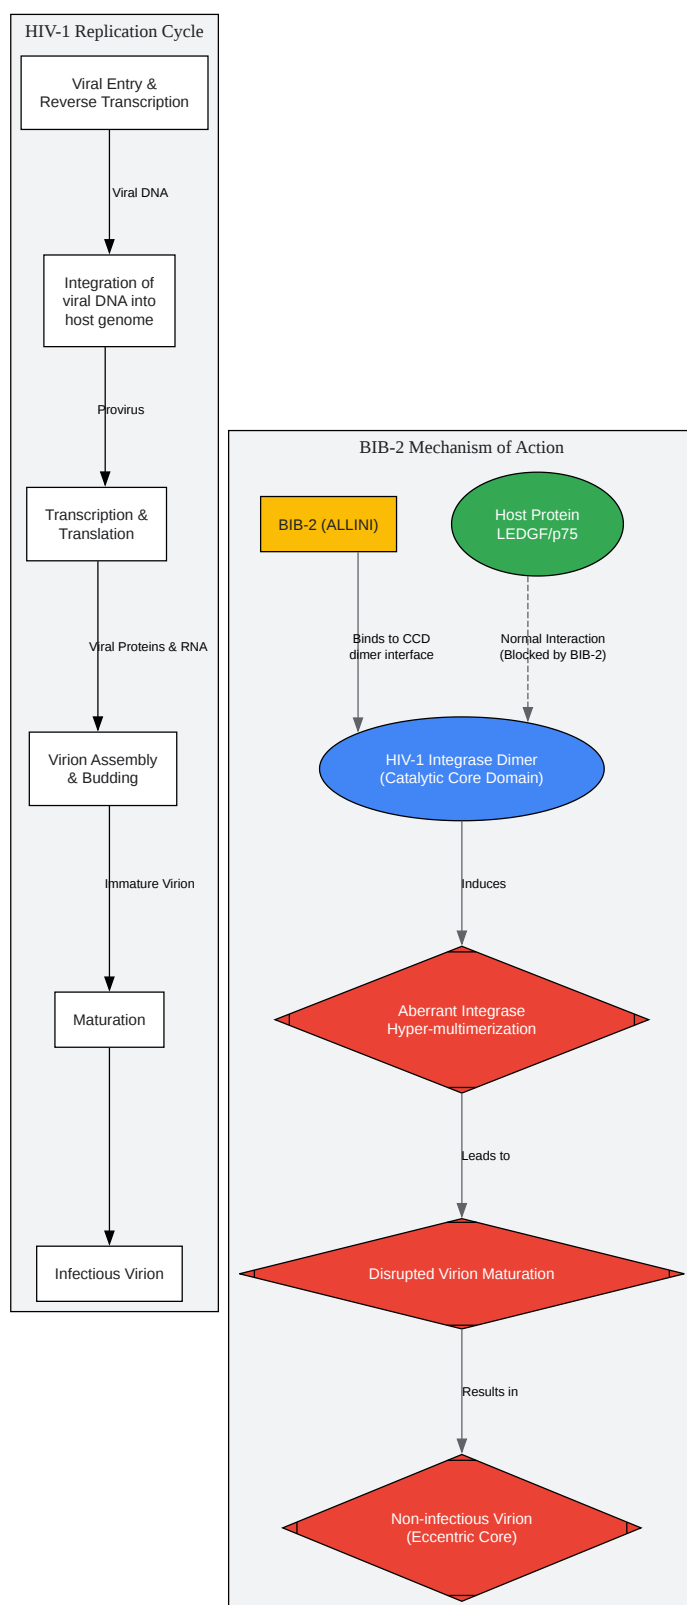 HIV-1 Replication Cycle
Viral Entry &
Reverse Transcription
Viral DNA
Integration of
viral DNA into
host genome
Provirus
Transcription &
Translation
Viral Proteins & RNA
Virion Assembly
& Budding
Immature Virion
Maturation
Infectious Virion
BIB-2 Mechanism of Action
BIB-2 (ALLINI)
Host Protein
LEDGF/p75
Binds to CCD
dimer interface
Normal Interaction
(Blocked by BIB-2)
HIV-1 Integrase Dimer
(Catalytic Core Domain)
Induces
Aberrant Integrase
Hyper-multimerization
Leads to
Disrupted Virion Maturation
Results in
Non-infectious Virion
(Eccentric Core)